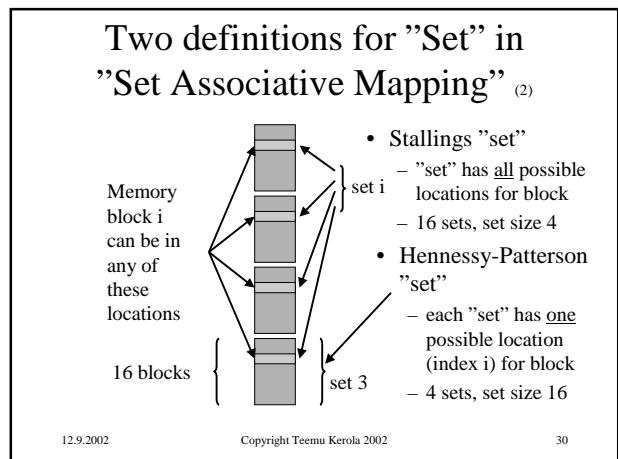 Two definitions for ”Set” in
”Set Associative Mapping” (2)
Memory
block i
can be in
any of
these
locations
16 blocks
set i
set 3
• Stallings ”set”
– ”set” has all possible
locations for block
– 16 sets, set size 4
• Hennessy-Patterson
”set”
– each ”set” has one
possible location
(index i) for block
– 4 sets, set size 16
12.9.2002
Copyright Teemu Kerola 2002
30